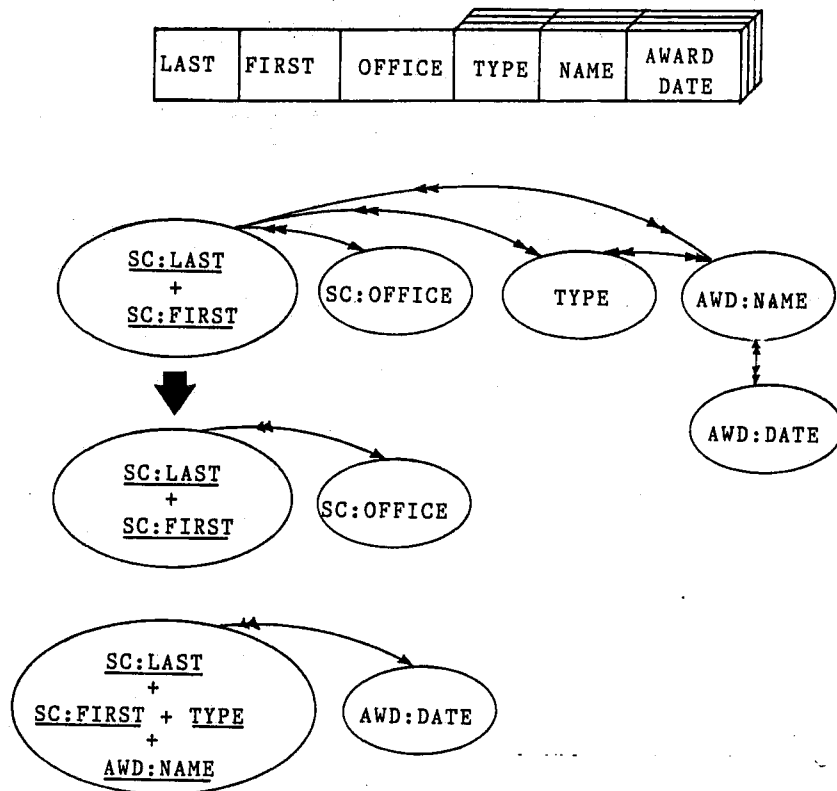 LAST FIRST OFFICE TYPE NAME AWARD DATE
SC:LAST
+
SC:FIRST
SC:OFFICE
TYPE
AWD:NAME
AWD:DATE
SC:LAST
+
SC:FIRST
SC:OFFICE
SC:LAST
+
SC:FIRST + TYPE
+
AWD:NAME
AWD:DATE